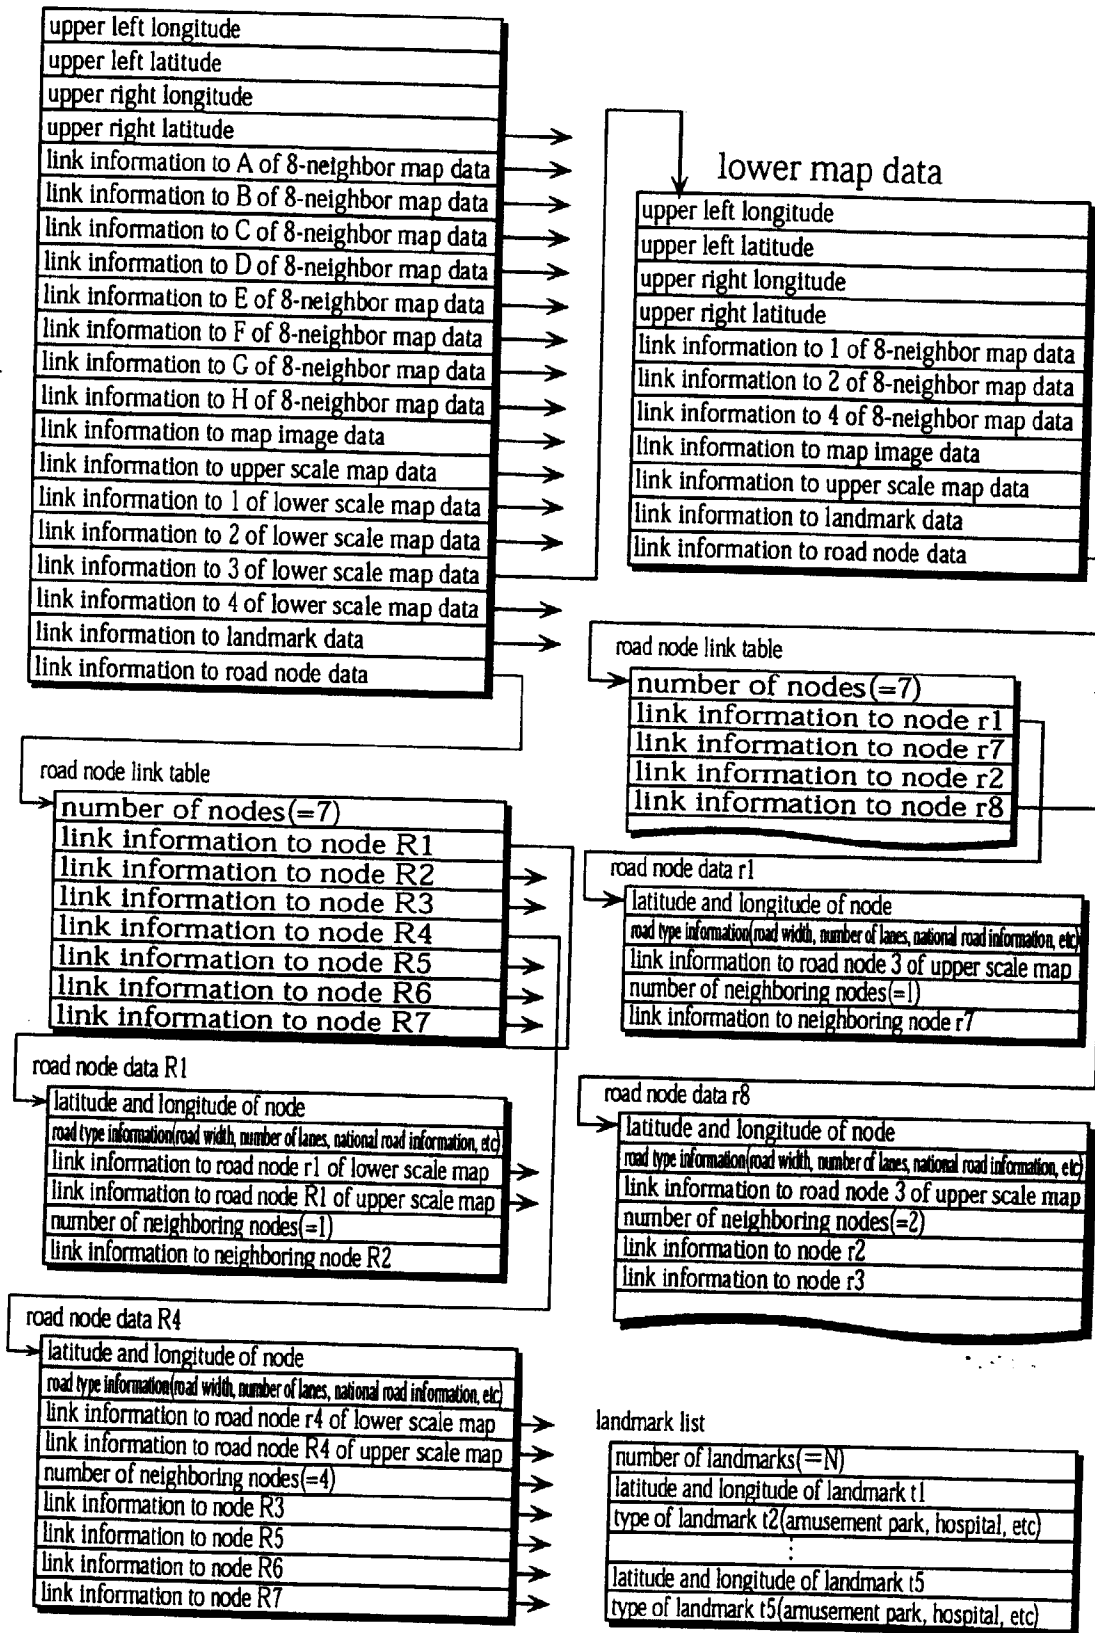 upper left longitude
upper left latitude
upper right longitude
upper right latitude
link information to A of 8-neighbor map data
link information to B of 8-neighbor map data
link information to C of 8-neighbor map data
link information to D of 8-neighbor map data
link information to E of 8-neighbor map data
link information to F of 8-neighbor map data
link information to G of 8-neighbor map data
link information to H of 8-neighbor map data
link information to map image data
link information to upper scale map data
link information to 1 of lower scale map data
link information to 2 of lower scale map data
link information to 3 of lower scale map data
link information to 4 of lower scale map data
link information to landmark data
link information to road node data
road node link table
number of nodes(=7)
link information to node R1
link information to node R2
link information to node R3
link information to node R4
link information to node R5
link information to node R6
link information to node R7
road node data R1
latitude and longitude of node
road type information(road width, number of lanes, national road information, etc)
link information to road node r1 of lower scale map
link information to road node R1 of upper scale map
number of neighboring nodes(=1)
link information to neighboring node R2
road node data R4
latitude and longitude of node
road type information(road width, number of lanes, national road information, etc)
link information to road node r4 of lower scale map
link information to road node R4 of upper scale map
number of neighboring nodes(=4)
link information to node R3
link information to node R5
link information to node R6
link information to node R7
lower map data
upper left longitude
upper left latitude
upper right longitude
upper right latitude
link information to 1 of 8-neighbor map data
link information to 2 of 8-neighbor map data
link information to 4 of 8-neighbor map data
link information to map image data
link information to upper scale map data
link information to landmark data
link information to road node data
road node link table
number of nodes(=7)
link information to node r1
link information to node r7
link information to node r2
link information to node r8
road node data r1
latitude and longitude of node
road type information(road width, number of lanes, national road information, etc)
link information to road node 3 of upper scale map
number of neighboring nodes(=1)
link information to neighboring node r7
road node data r8
latitude and longitude of node
road type information(road width, number of lanes, national road information, etc)
link information to road node 3 of upper scale map
number of neighboring nodes(=2)
link information to node r2
link information to node r3
landmark list
number of landmarks(=N)
latitude and longitude of landmark t1
type of landmark t2(amusement park, hospital, etc)
⋮
latitude and longitude of landmark t5
type of landmark t5(amusement park, hospital, etc)